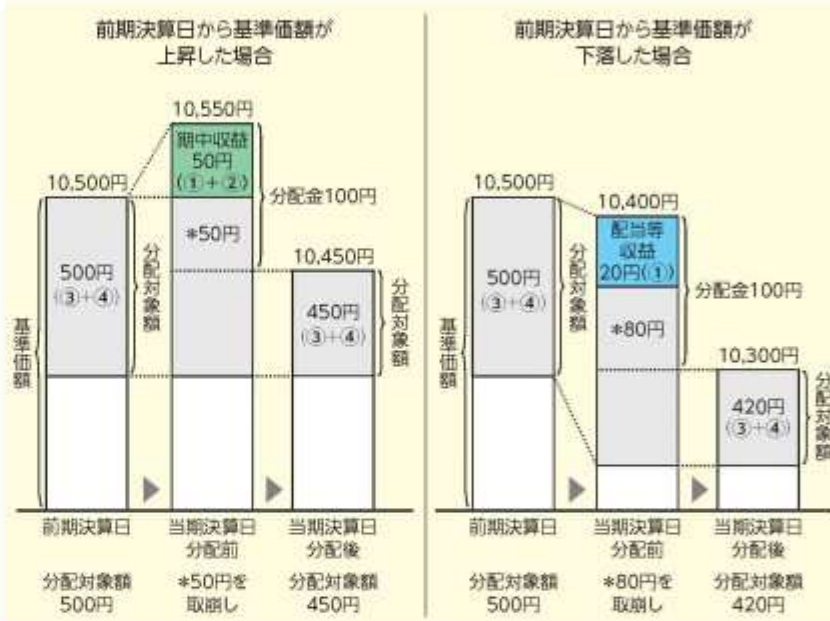 前期決算日から基準価額が
上昇した場合
10,550円
期中収益
50円
(①+②)
10,500円
分配金100円
*50円
10,450円
500円
(③+④)
分配対象額
450円
(③+④)
分配対象額
基準価額
前期決算日
当期決算日
分配前
当期決算日
分配後
分配対象額
500円
*50円を
取崩し
分配対象額
450円
前期決算日から基準価額が
下落した場合
10,500円
10,400円
配当等
収益
20円(①)
分配金100円
500円
(③+④)
分配対象額
*80円
10,300円
420円
(③+④)
分配対象額
基準価額
前期決算日
当期決算日
分配前
当期決算日
分配後
分配対象額
500円
*80円を
取崩し
分配対象額
420円